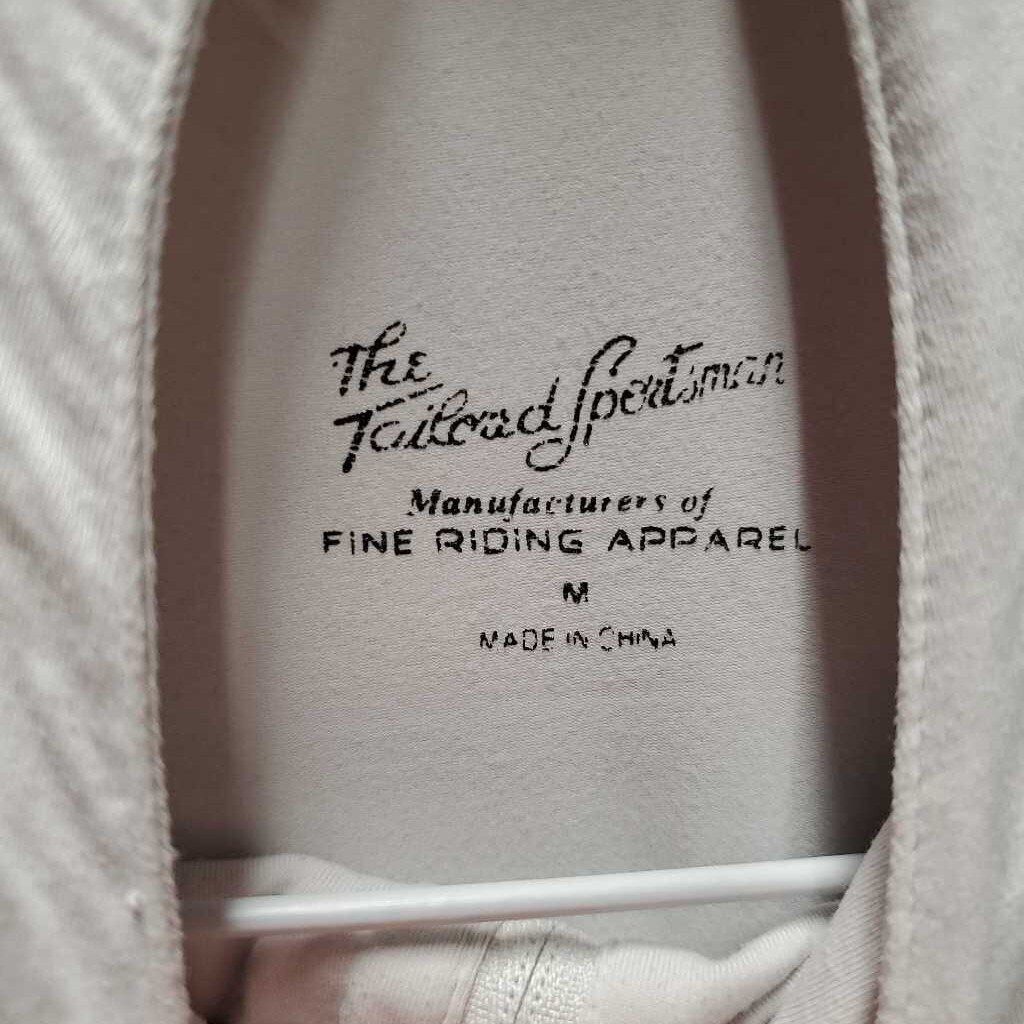 The
Tailored Sportsman
Manufacturers of
FINE RIDING APPAREL
M
MADE IN CHINA